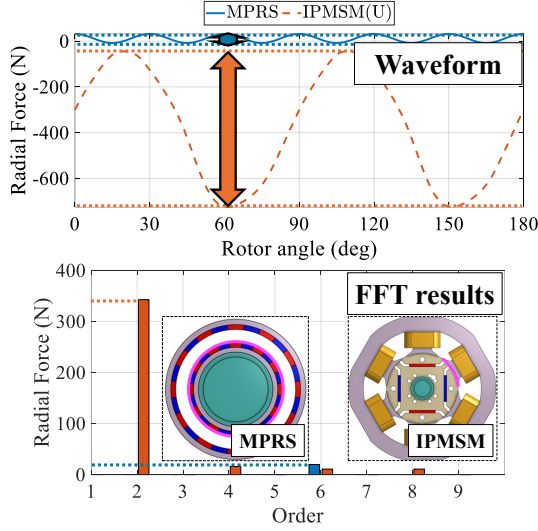 MPRS IPMSM(U)
Waveform
Radial Force (N)
0
-200
-400
-600
0 30 60 90 120 150 180
Rotor angle (deg)
FFT results
Radial Force (N)
400
300
200
100
0
MPRS IPMSM
1 2 3 4 5 6 7 8 9
Order